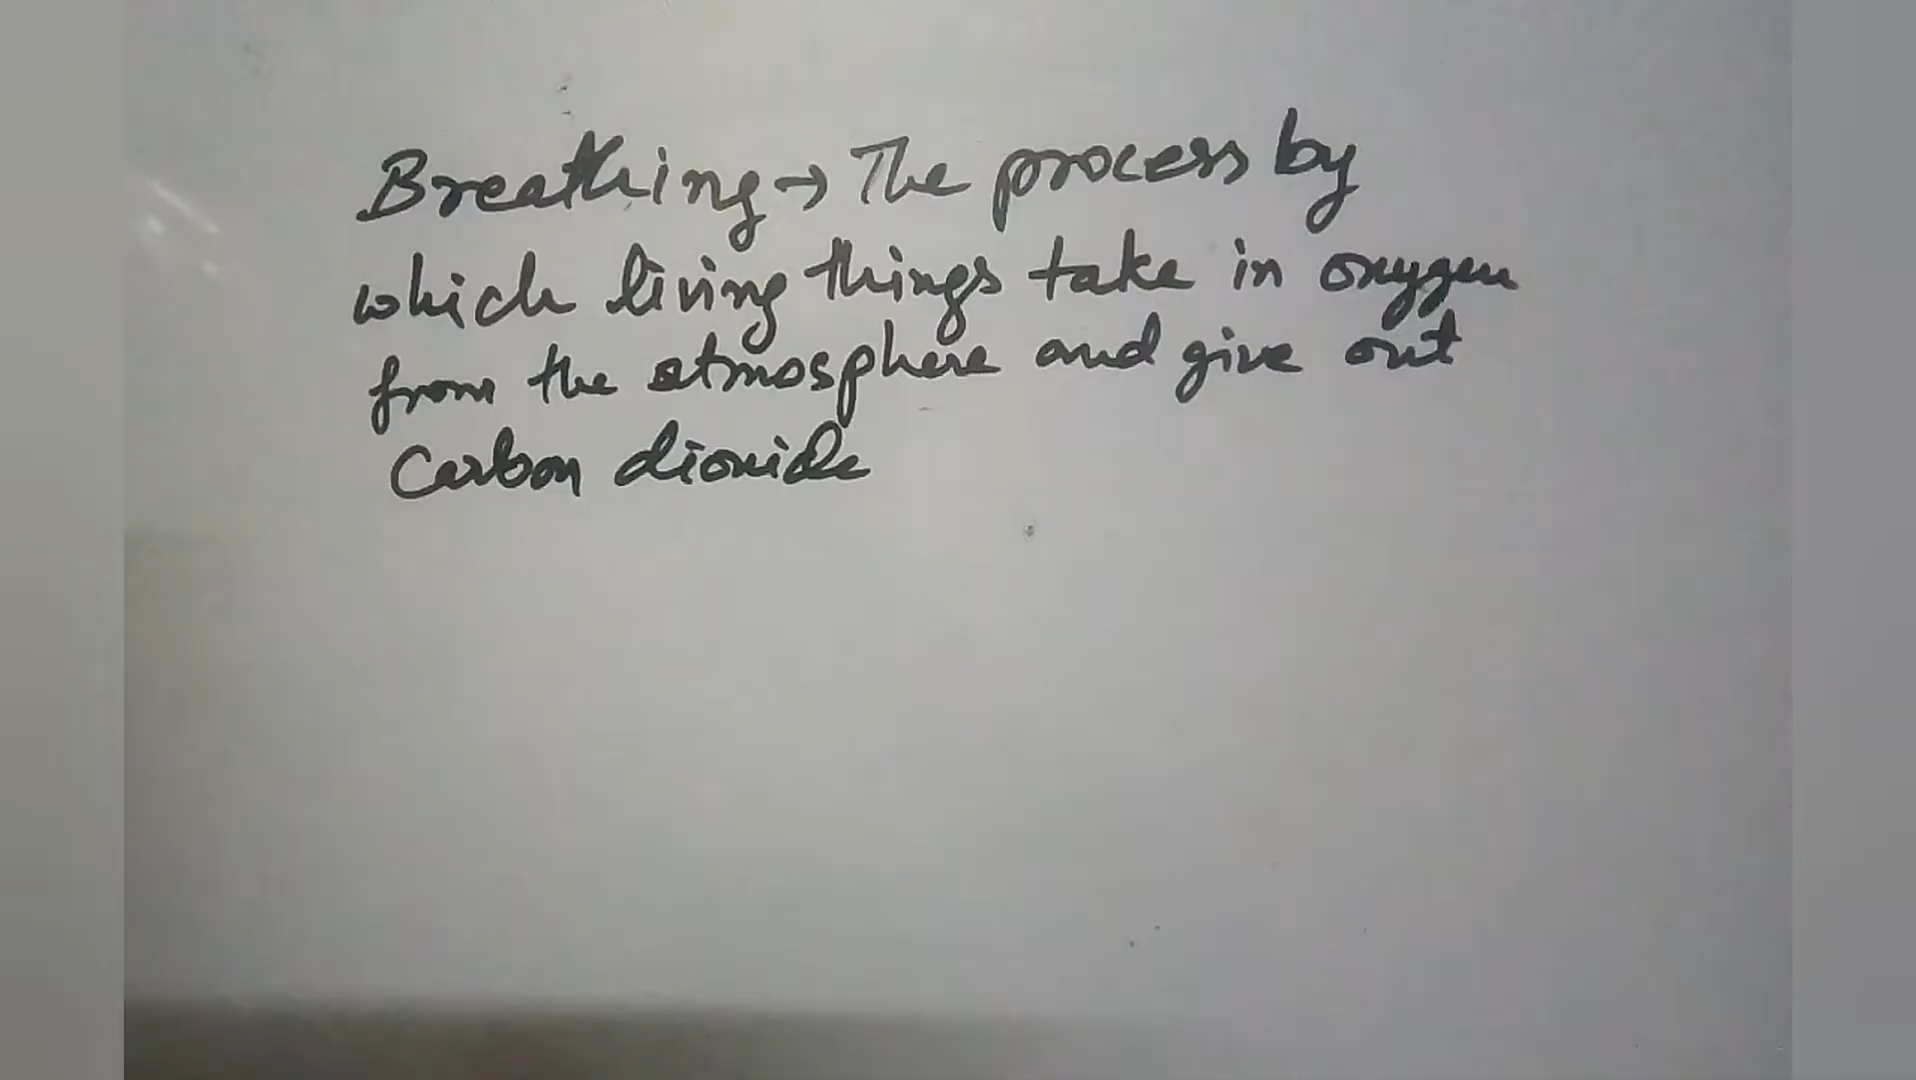 Breathing → The process by
which living things take in oxygen
from the atmosphere and give out
Carbon dioxide